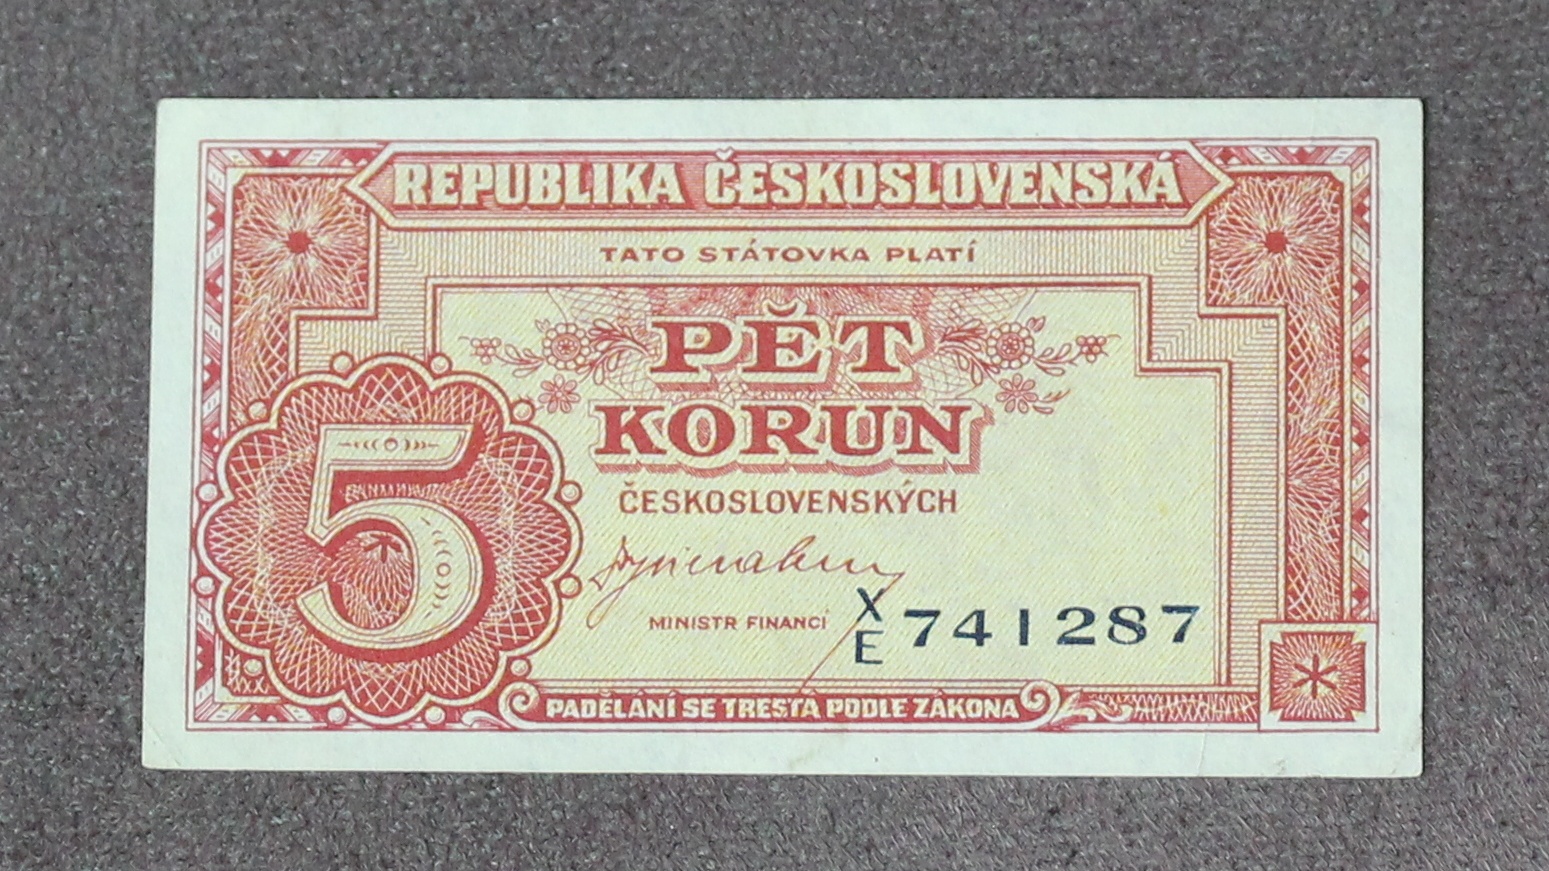 REPUBLIKA ČESKOSLOVENSKÁ
TATO STÁTOVKA PLATÍ
PĚT
KORUN
ČESKOSLOVENSKÝCH
5
MINISTR FINANCÍ
X/E 741287
PADĚLÁNÍ SE TRESTÁ PODLE ZÁKONA